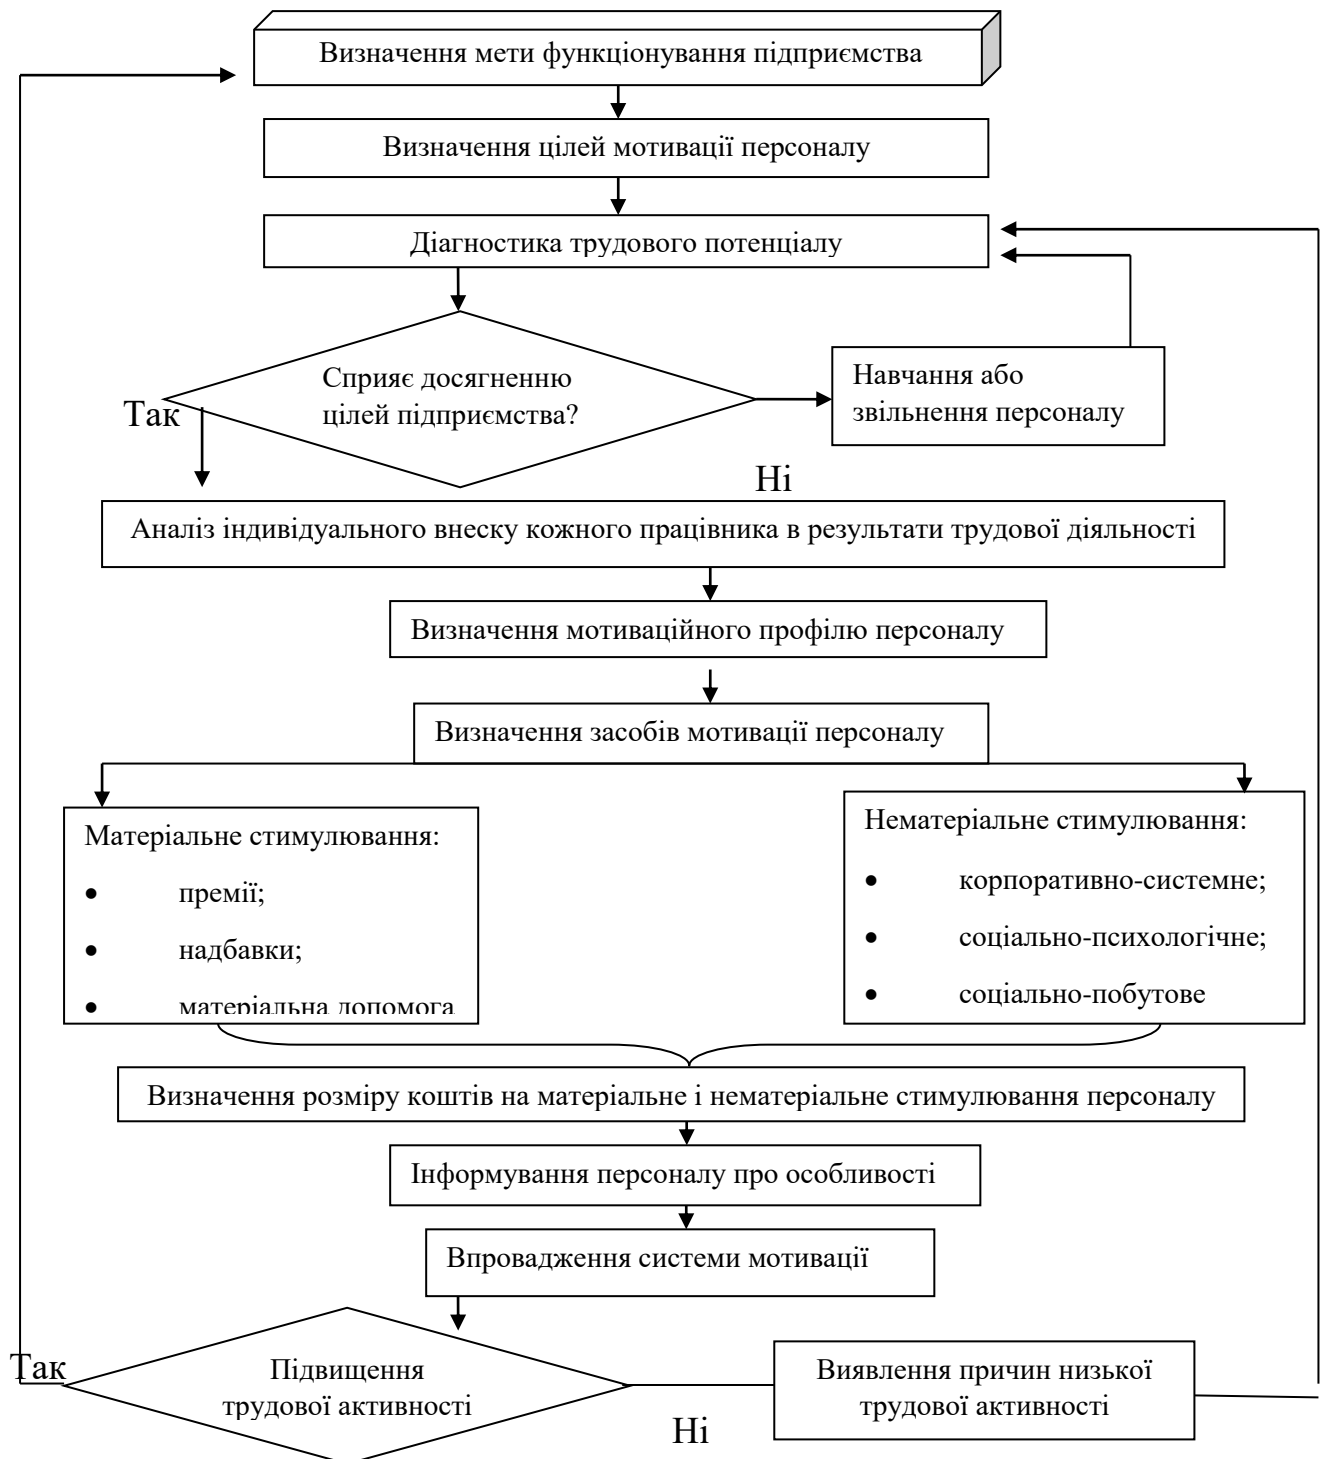 Визначення мети функціонування підприємства
Визначення цілей мотивації персоналу
Діагностика трудового потенціалу
Сприяє досягненню
цілей підприємства?
Навчання або
звільнення персоналу
Так
Ні
Аналіз індивідуального внеску кожного працівника в результати трудової діяльності
Визначення мотиваційного профілю персоналу
Визначення засобів мотивації персоналу
Матеріальне стимулювання:
• премії;
• надбавки;
• матеріальна допомога
Нематеріальне стимулювання:
• корпоративно-системне;
• соціально-психологічне;
• соціально-побутове
Визначення розміру коштів на матеріальне і нематеріальне стимулювання персоналу
Інформування персоналу про особливості
Впровадження системи мотивації
Так
Підвищення
трудової активності
Ні
Виявлення причин низької
трудової активності